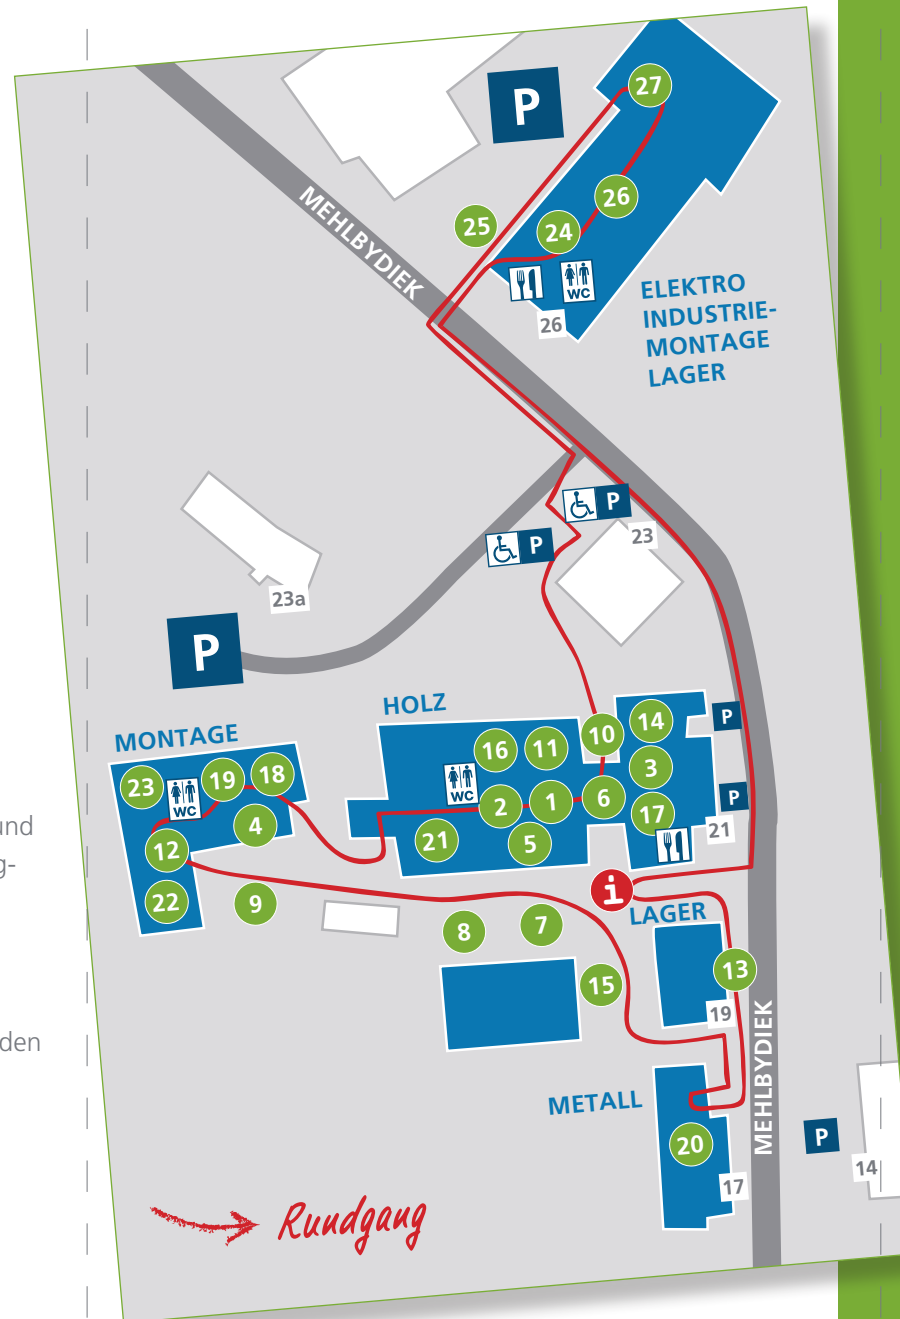 P
27
MEHLBYDIEK
26
25
24
WC
26
ELEKTRO
INDUSTRIE-
MONTAGE
LAGER
P
23
P
23a
P
HOLZ
MONTAGE
14
P
10
16
11
3
23
19
18
WC
WC
2
1
6
P
17
4
21
5
21
12
i
22
9
8
7
LAGER
13
15
19
MEHLBYDIEK
METALL
20
P
14
17
Rundgang
und
g-
den